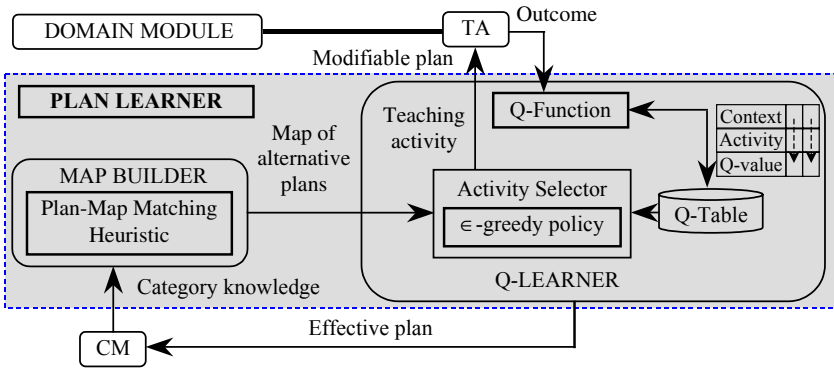 DOMAIN MODULE
TA
Outcome
Modifiable plan
PLAN LEARNER
Q-Function
Teaching
activity
Context
Activity
Q-value
Map of
alternative
plans
MAP BUILDER
Plan-Map Matching
Heuristic
Activity Selector
∈-greedy policy
Q-Table
Q-LEARNER
Category knowledge
Effective plan
CM